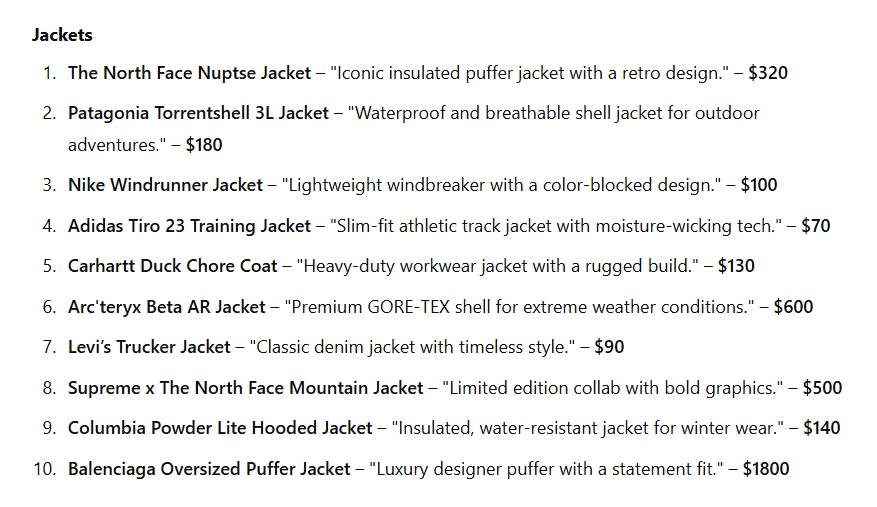 Jackets
1. The North Face Nuptse Jacket – "Iconic insulated puffer jacket with a retro design." – $320
2. Patagonia Torrentshell 3L Jacket – "Waterproof and breathable shell jacket for outdoor
adventures." – $180
3. Nike Windrunner Jacket – "Lightweight windbreaker with a color-blocked design." – $100
4. Adidas Tiro 23 Training Jacket – "Slim-fit athletic track jacket with moisture-wicking tech." – $70
5. Carhartt Duck Chore Coat – "Heavy-duty workwear jacket with a rugged build." – $130
6. Arc'teryx Beta AR Jacket – "Premium GORE-TEX shell for extreme weather conditions." – $600
7. Levi’s Trucker Jacket – "Classic denim jacket with timeless style." – $90
8. Supreme x The North Face Mountain Jacket – "Limited edition collab with bold graphics." – $500
9. Columbia Powder Lite Hooded Jacket – "Insulated, water-resistant jacket for winter wear." – $140
10. Balenciaga Oversized Puffer Jacket – "Luxury designer puffer with a statement fit." – $1800